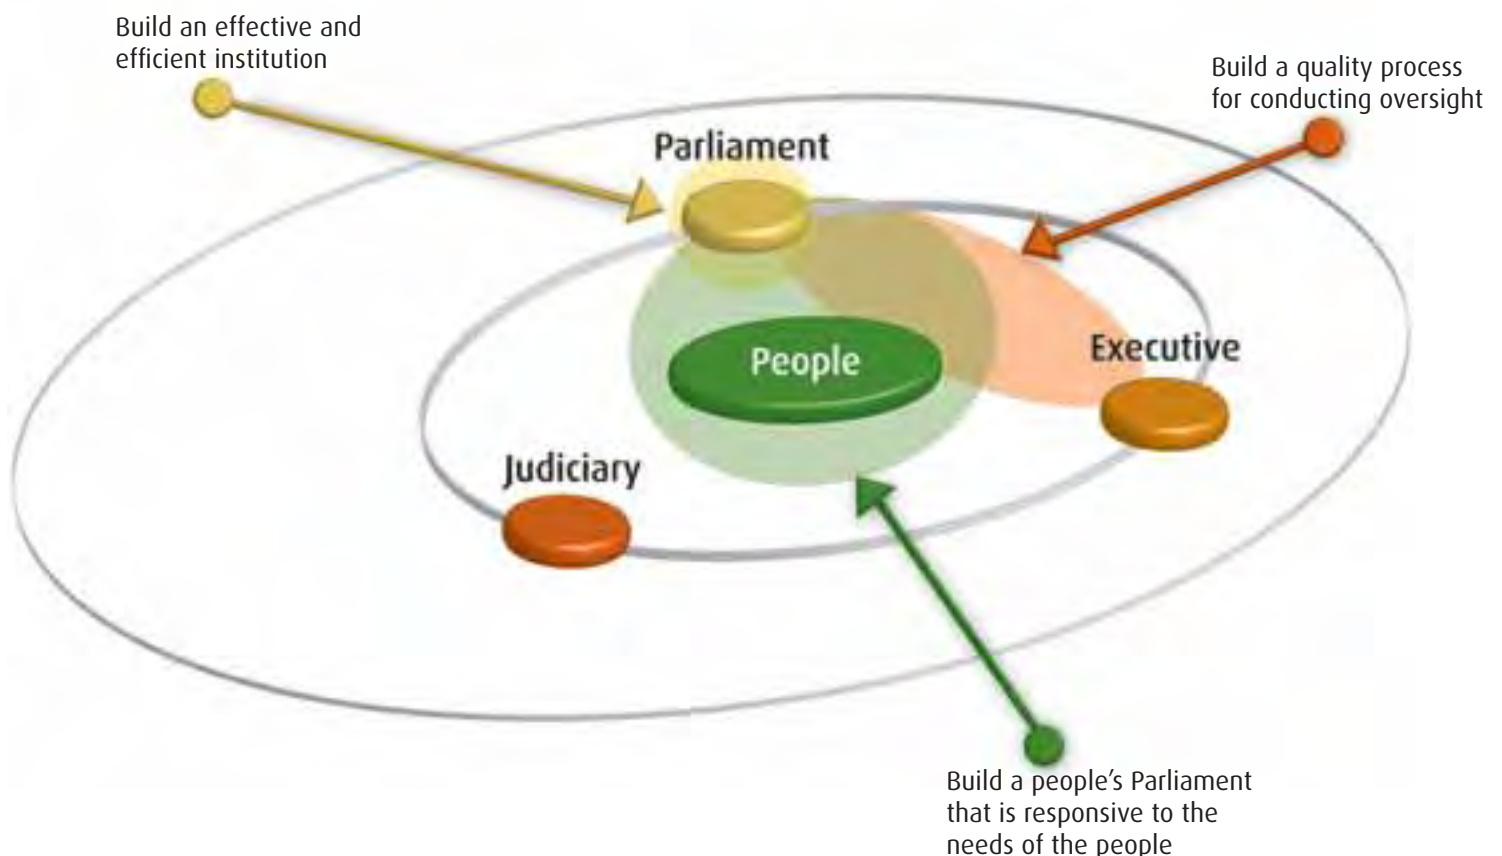 Build an effective and
efficient institution
Build a quality process
for conducting oversight
Parliament
Executive
People
Judiciary
Build a people’s Parliament
that is responsive to the
needs of the people